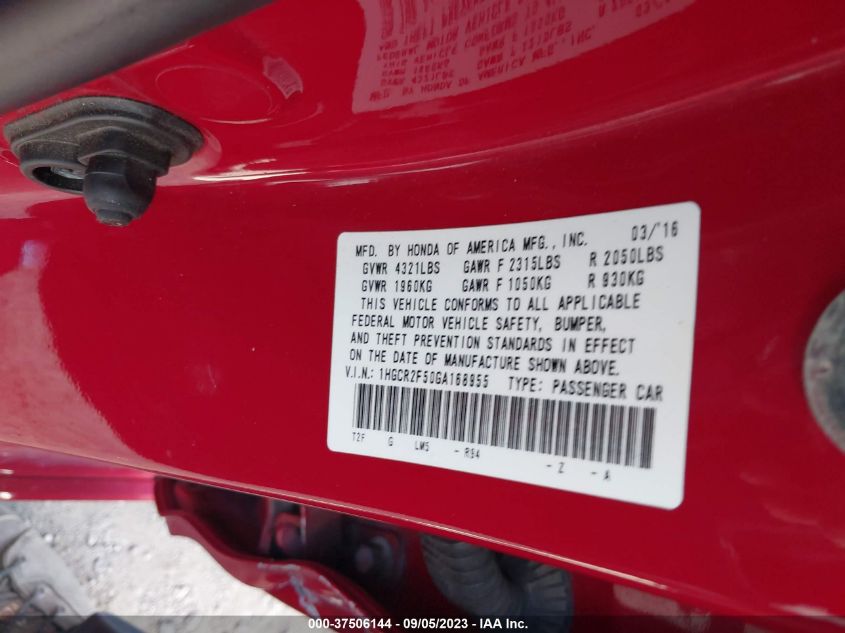 MFD. BY HONDA OF AMERICA MFG., INC. 03/'16
GVWR 4321LBS GAWR F 2315LBS R 2050LBS
GVWR 1960KG GAWR F 1050KG R 930KG
THIS VEHICLE CONFORMS TO ALL APPLICABLE
FEDERAL MOTOR VEHICLE SAFETY, BUMPER,
AND THEFT PREVENTION STANDARDS IN EFFECT
ON THE DATE OF MANUFACTURE SHOWN ABOVE.
V.I.N.: 1HGCR2F50GA168955 TYPE: PASSENGER CAR
T2F G LM5 - R94 - Z - A
000-37506144 - 09/05/2023 - IAA Inc.